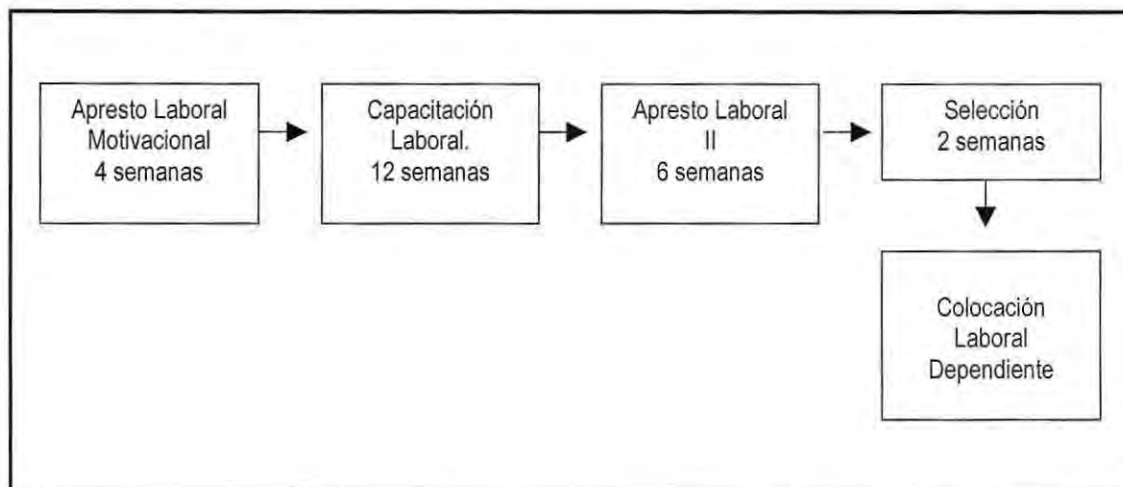 Apresto Laboral
Motivacional
4 semanas
Capacitación
Laboral.
12 semanas
Apresto Laboral
II
6 semanas
Selección
2 semanas
Colocación
Laboral
Dependiente